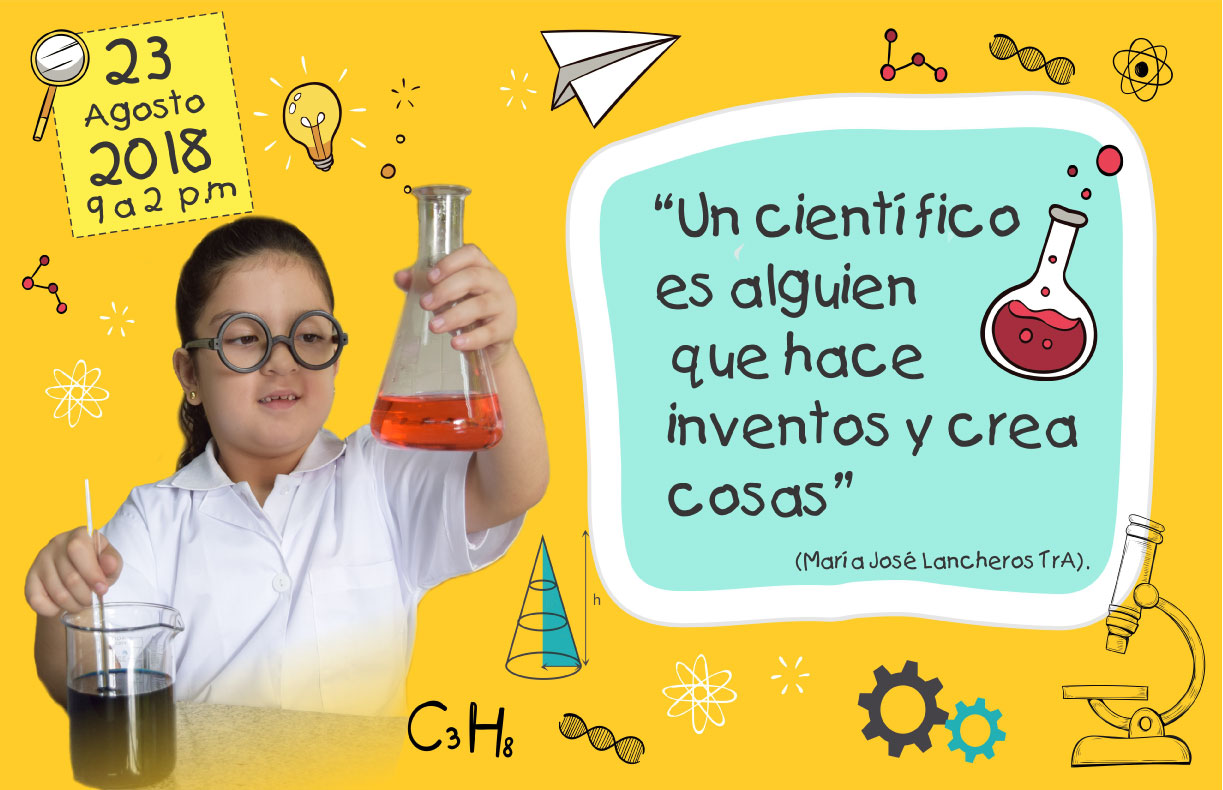 23
Agosto
2018
9 a 2 p.m
“Un científico
es alguien
que hace
inventos y crea
cosas”
(María José Lancheros TrA).
h
C3H8